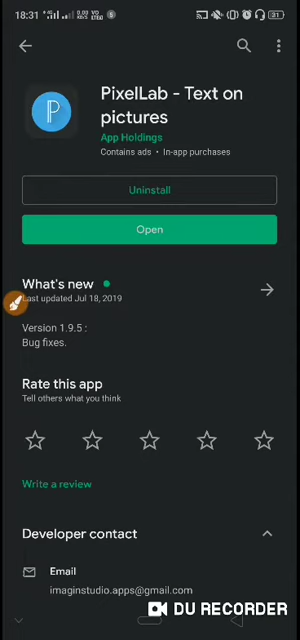 18:31
PixelLab - Text on
pictures
App Holdings
Contains ads • In-app purchases
Uninstall
Open
What's new
Last updated Jul 18, 2019
Version 1.9.5 :
Bug fixes.
Rate this app
Tell others what you think
Write a review
Developer contact
Email
imaginstudio.apps@gmail.com
DU RECORDER